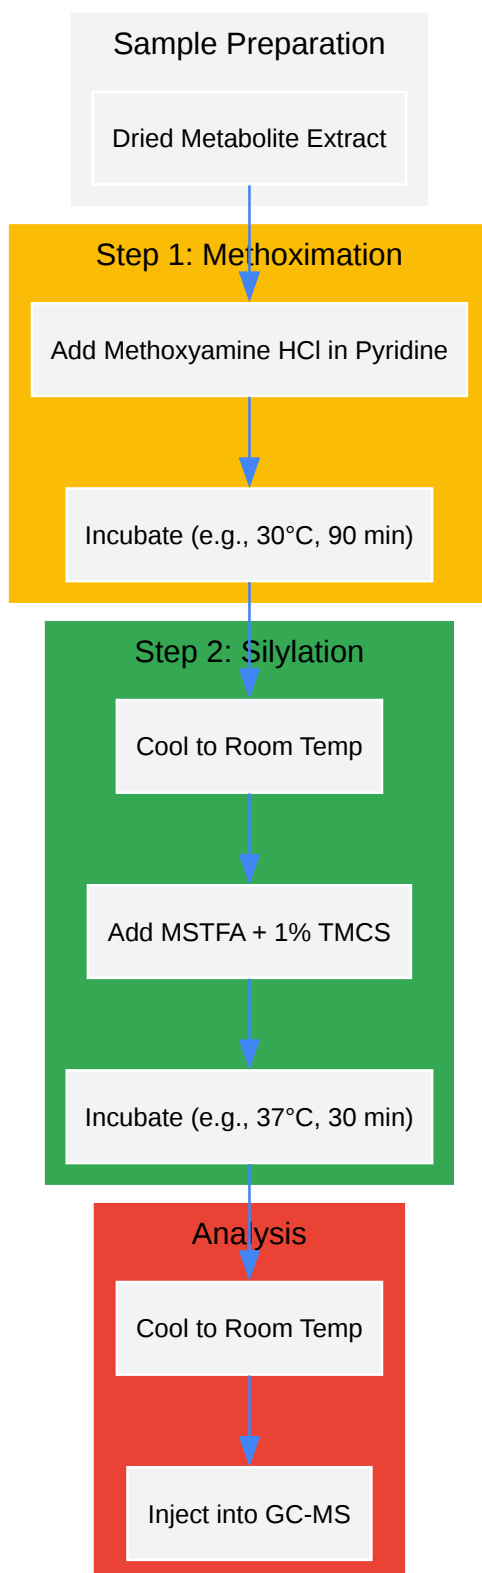 Sample Preparation
Dried Metabolite Extract
Step 1: Methoximation
Add Methoxyamine HCl in Pyridine
Incubate (e.g., 30°C, 90 min)
Step 2: Silylation
Cool to Room Temp
Add MSTFA + 1% TMCS
Incubate (e.g., 37°C, 30 min)
Analysis
Cool to Room Temp
Inject into GC-MS